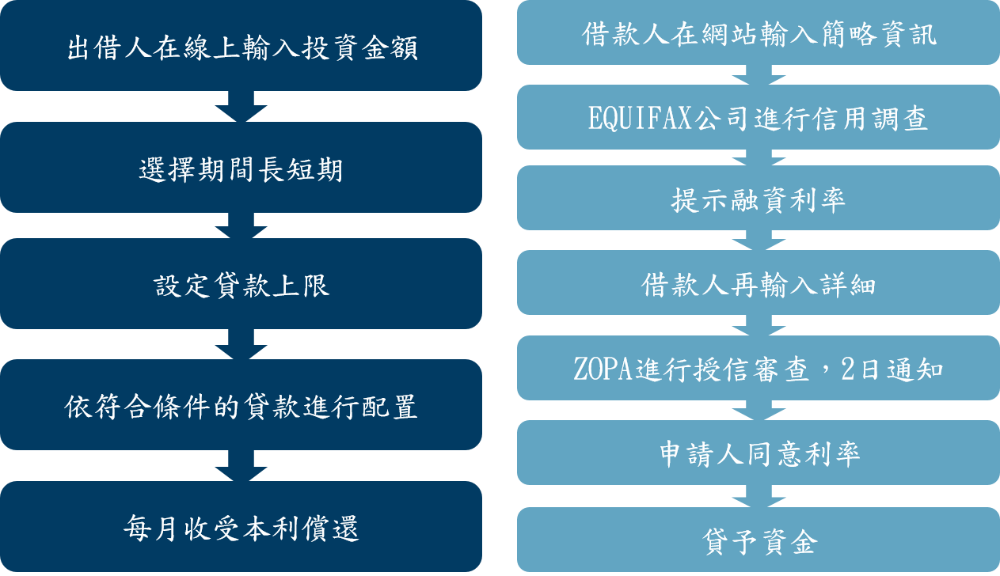 出借人在線上輸入投資金額
選擇期間長短期
設定貸款上限
依符合條件的貸款進行配置
每月收受本利償還
借款人在網站輸入簡略資訊
EQUIFAX公司進行信用調查
提示融資利率
借款人再輸入詳細
ZOPA進行授信審查，2日通知
申請人同意利率
貸予資金